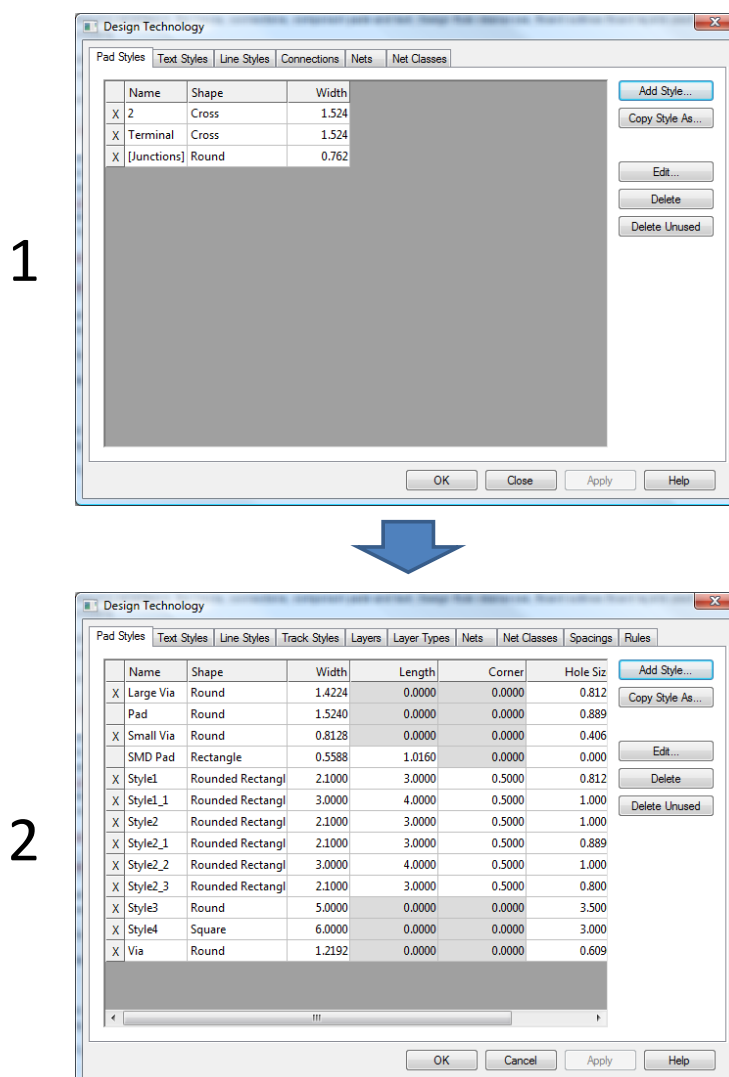 Design Technology
Pad Styles Text Styles Line Styles Connections Nets Net Classes
Name Shape Width
X 2 Cross 1.524
X Terminal Cross 1.524
X [Junctions] Round 0.762
Add Style...
Copy Style As...
Edit...
Delete
Delete Unused
1
OK Close Apply Help
Design Technology
Pad Styles Text Styles Line Styles Track Styles Layers Layer Types Nets Net Classes Spacings Rules
Name Shape Width Length Corner Hole Siz
X Large Via Round 1.4224 0.0000 0.0000 0.812
Pad Round 1.5240 0.0000 0.0000 0.889
X Small Via Round 0.8128 0.0000 0.0000 0.406
SMD Pad Rectangle 0.5588 1.0160 0.0000 0.000
X Style1 Rounded Rectangl 2.1000 3.0000 0.5000 0.812
X Style1_1 Rounded Rectangl 3.0000 4.0000 0.5000 1.000
X Style2 Rounded Rectangl 2.1000 3.0000 0.5000 1.000
X Style2_1 Rounded Rectangl 2.1000 3.0000 0.5000 0.889
X Style2_2 Rounded Rectangl 3.0000 4.0000 0.5000 1.000
X Style2_3 Rounded Rectangl 2.1000 3.0000 0.5000 0.800
X Style3 Round 5.0000 0.0000 0.0000 3.500
X Style4 Square 6.0000 0.0000 0.0000 3.000
X Via Round 1.2192 0.0000 0.0000 0.609
Add Style...
Copy Style As...
Edit...
Delete
Delete Unused
2
OK Cancel Apply Help